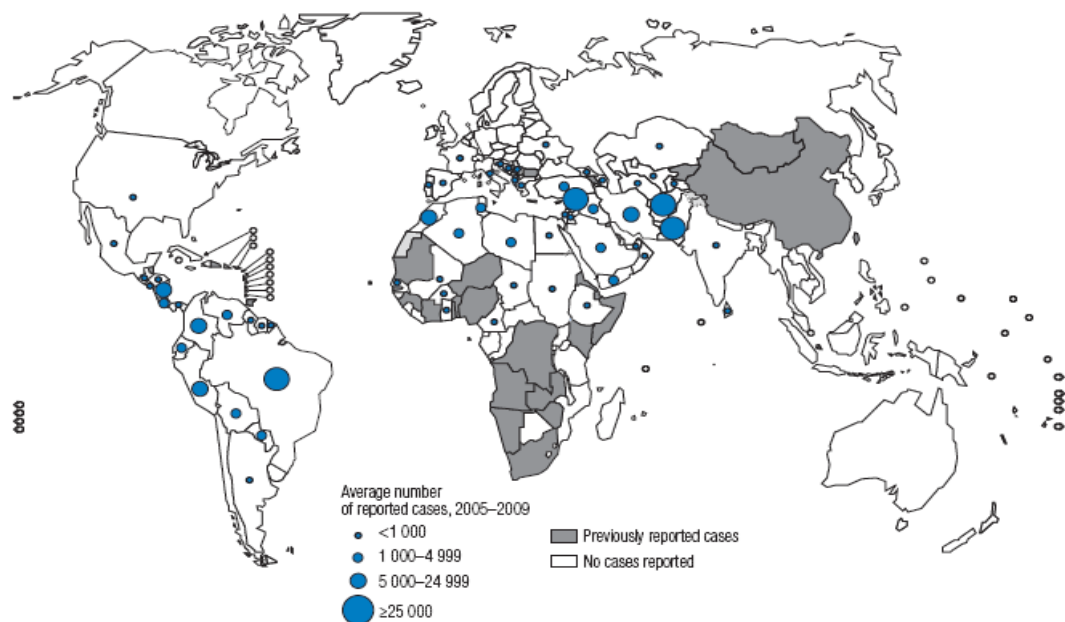 Average number
of reported cases, 2005–2009
<1 000
1 000–4 999
5 000–24 999
≥25 000
Previously reported cases
No cases reported